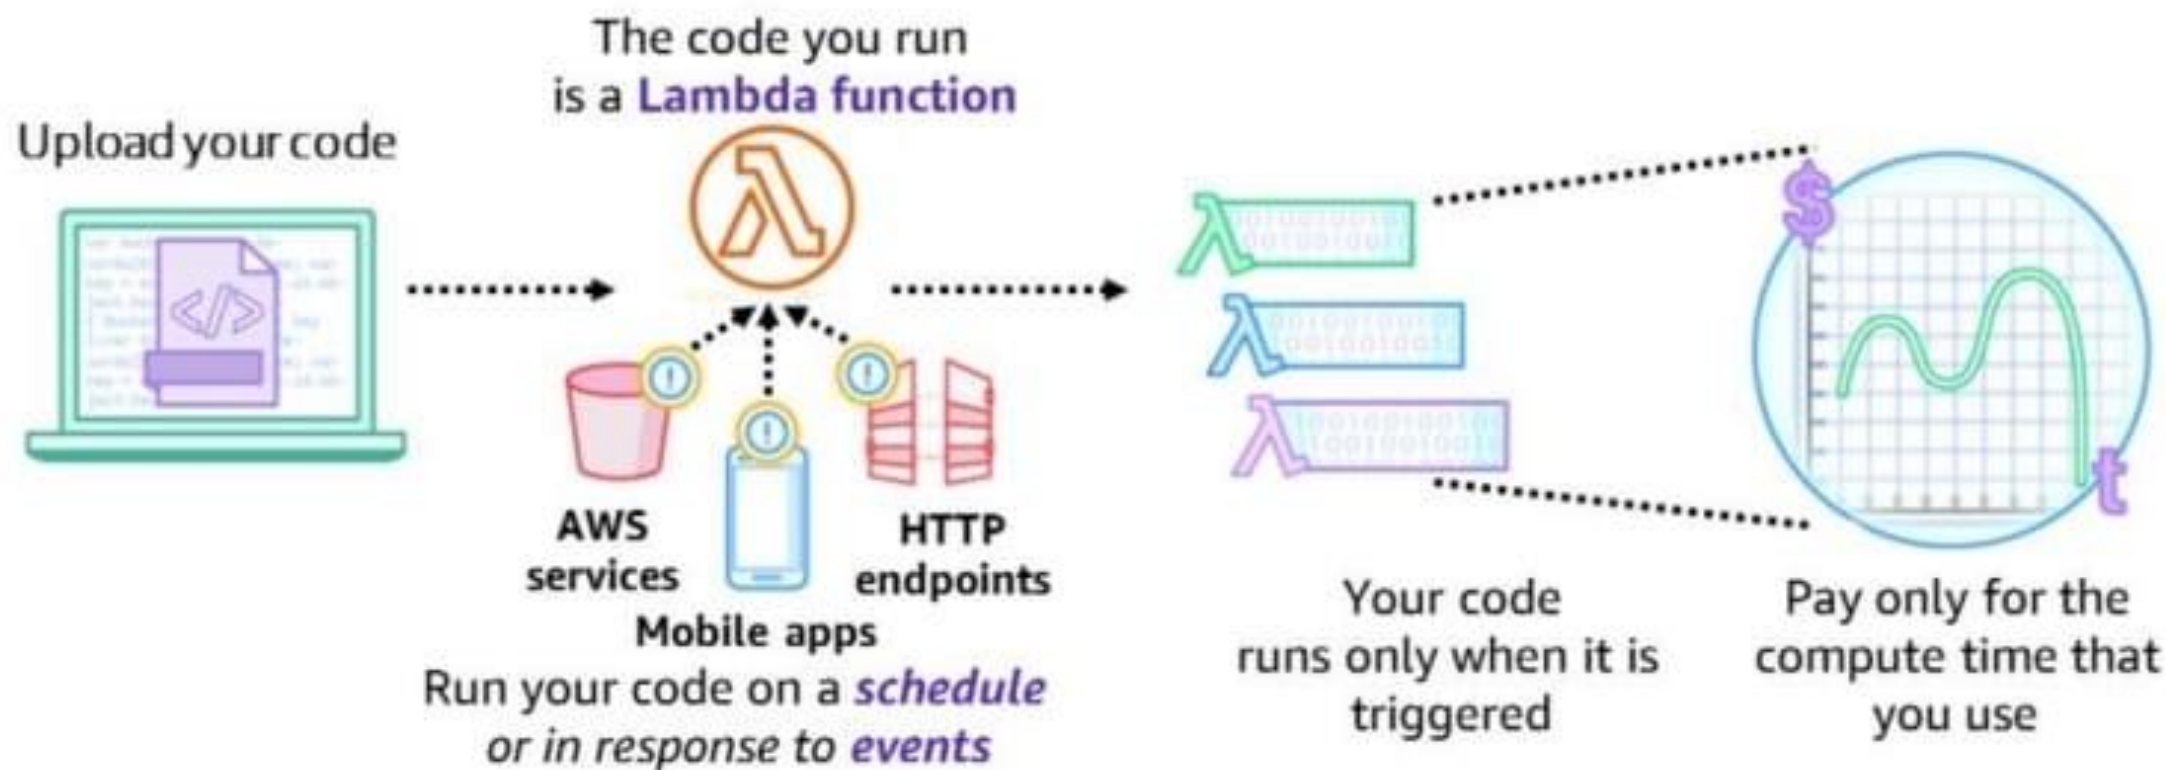 Upload your code
The code you run
is a Lambda function
AWS
services
Mobile apps
HTTP
endpoints
Run your code on a schedule
or in response to events
Your code
runs only when it is
triggered
$
t
Pay only for the
compute time that
you use